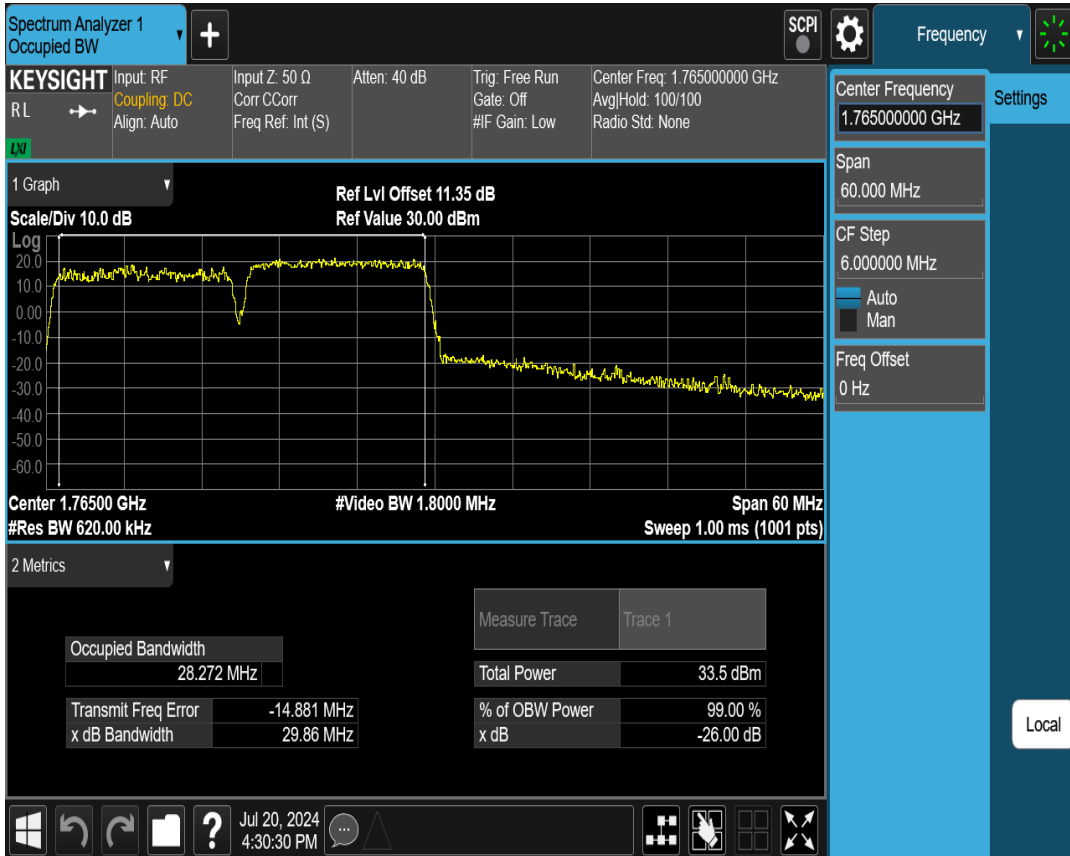 Spectrum Analyzer 1
Occupied BW
+
SCPI
Frequency
KEYSIGHT
RL
LXI
Input: RF
Coupling: DC
Align: Auto
Input Z: 50 Ω
Corr CCorr
Freq Ref: Int (S)
Atten: 40 dB
Trig: Free Run
Gate: Off
#IF Gain: Low
Center Freq: 1.765000000 GHz
Avg|Hold: 100/100
Radio Std: None
Center Frequency
1.765000000 GHz
Settings
Span
60.000 MHz
CF Step
6.000000 MHz
Auto
Man
Freq Offset
0 Hz
Local
1 Graph
Scale/Div 10.0 dB
Ref Lvl Offset 11.35 dB
Ref Value 30.00 dBm
Log
20.0
10.0
0.00
-10.0
-20.0
-30.0
-40.0
-50.0
-60.0
Center 1.76500 GHz
#Video BW 1.8000 MHz
Span 60 MHz
#Res BW 620.00 kHz
Sweep 1.00 ms (1001 pts)
2 Metrics
Measure Trace Trace 1
Occupied Bandwidth
28.272 MHz
Total Power 33.5 dBm
Transmit Freq Error -14.881 MHz
% of OBW Power 99.00 %
x dB Bandwidth 29.86 MHz
x dB -26.00 dB
?
Jul 20, 2024
4:30:30 PM